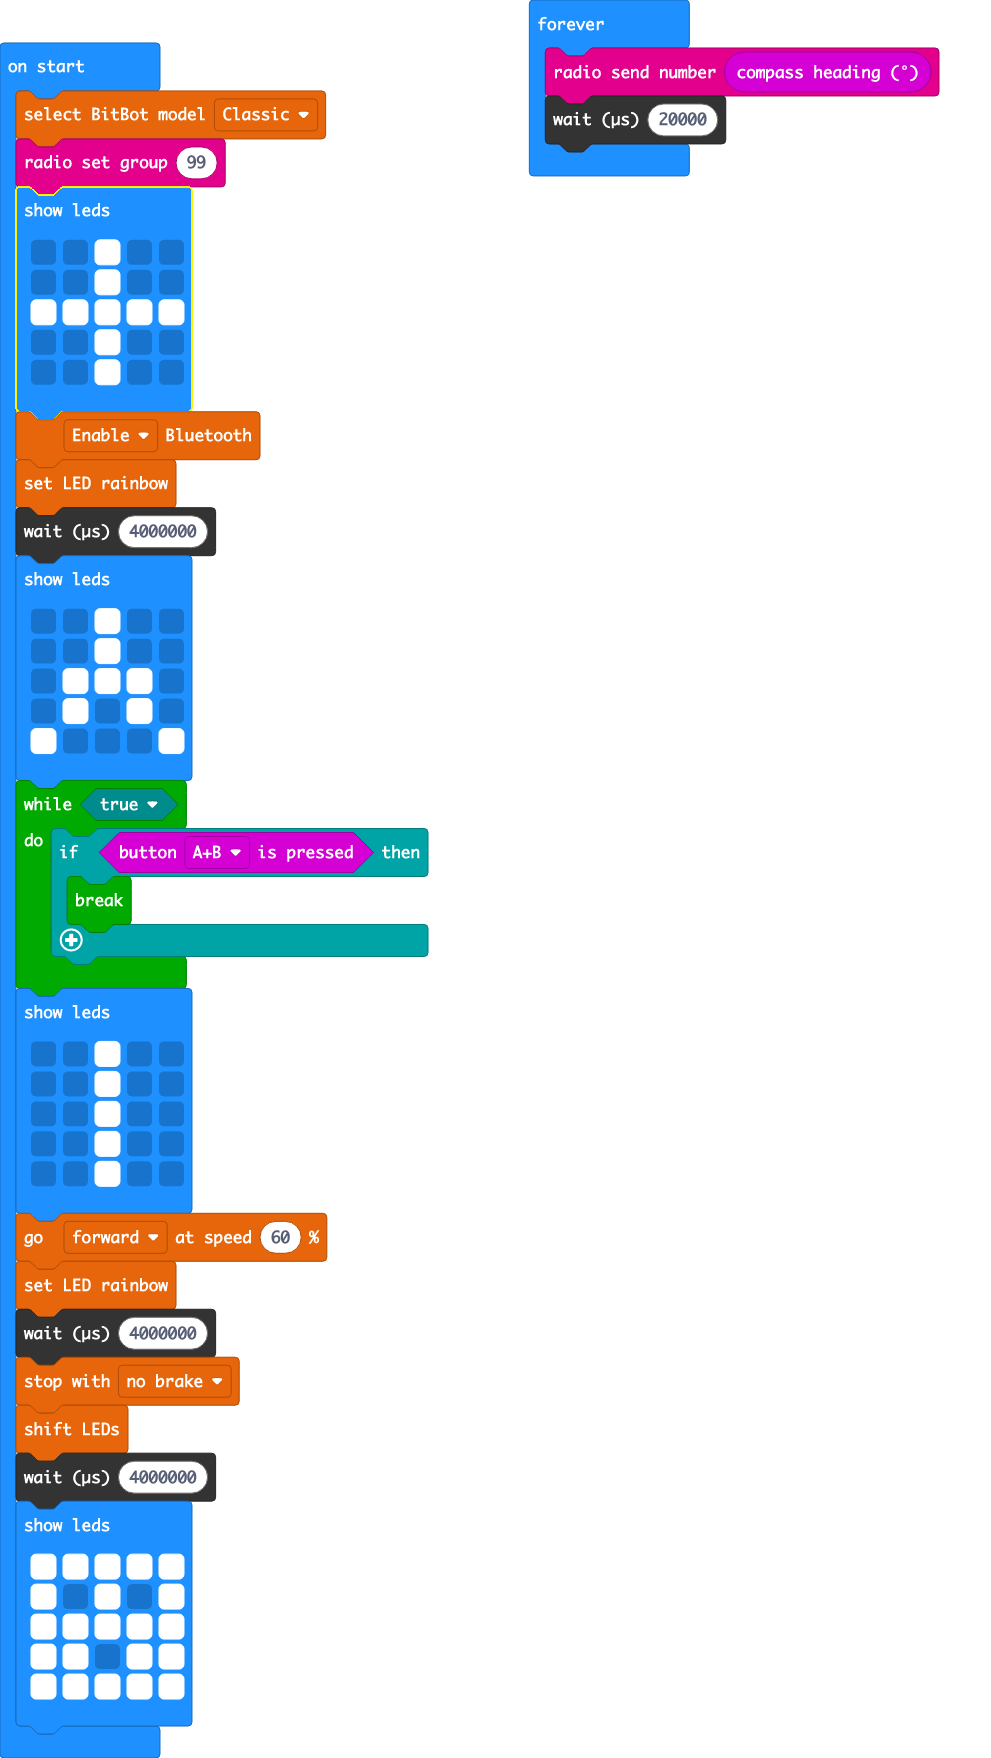 forever
radio send number compass heading (°)
wait (µs) 20000
on start
select BitBot model Classic
radio set group 99
show leds
Enable Bluetooth
set LED rainbow
wait (µs) 4000000
show leds
while true
do if button A+B is pressed then
break
show leds
go forward at speed 60 %
set LED rainbow
wait (µs) 4000000
stop with no brake
shift LEDs
wait (µs) 4000000
show leds